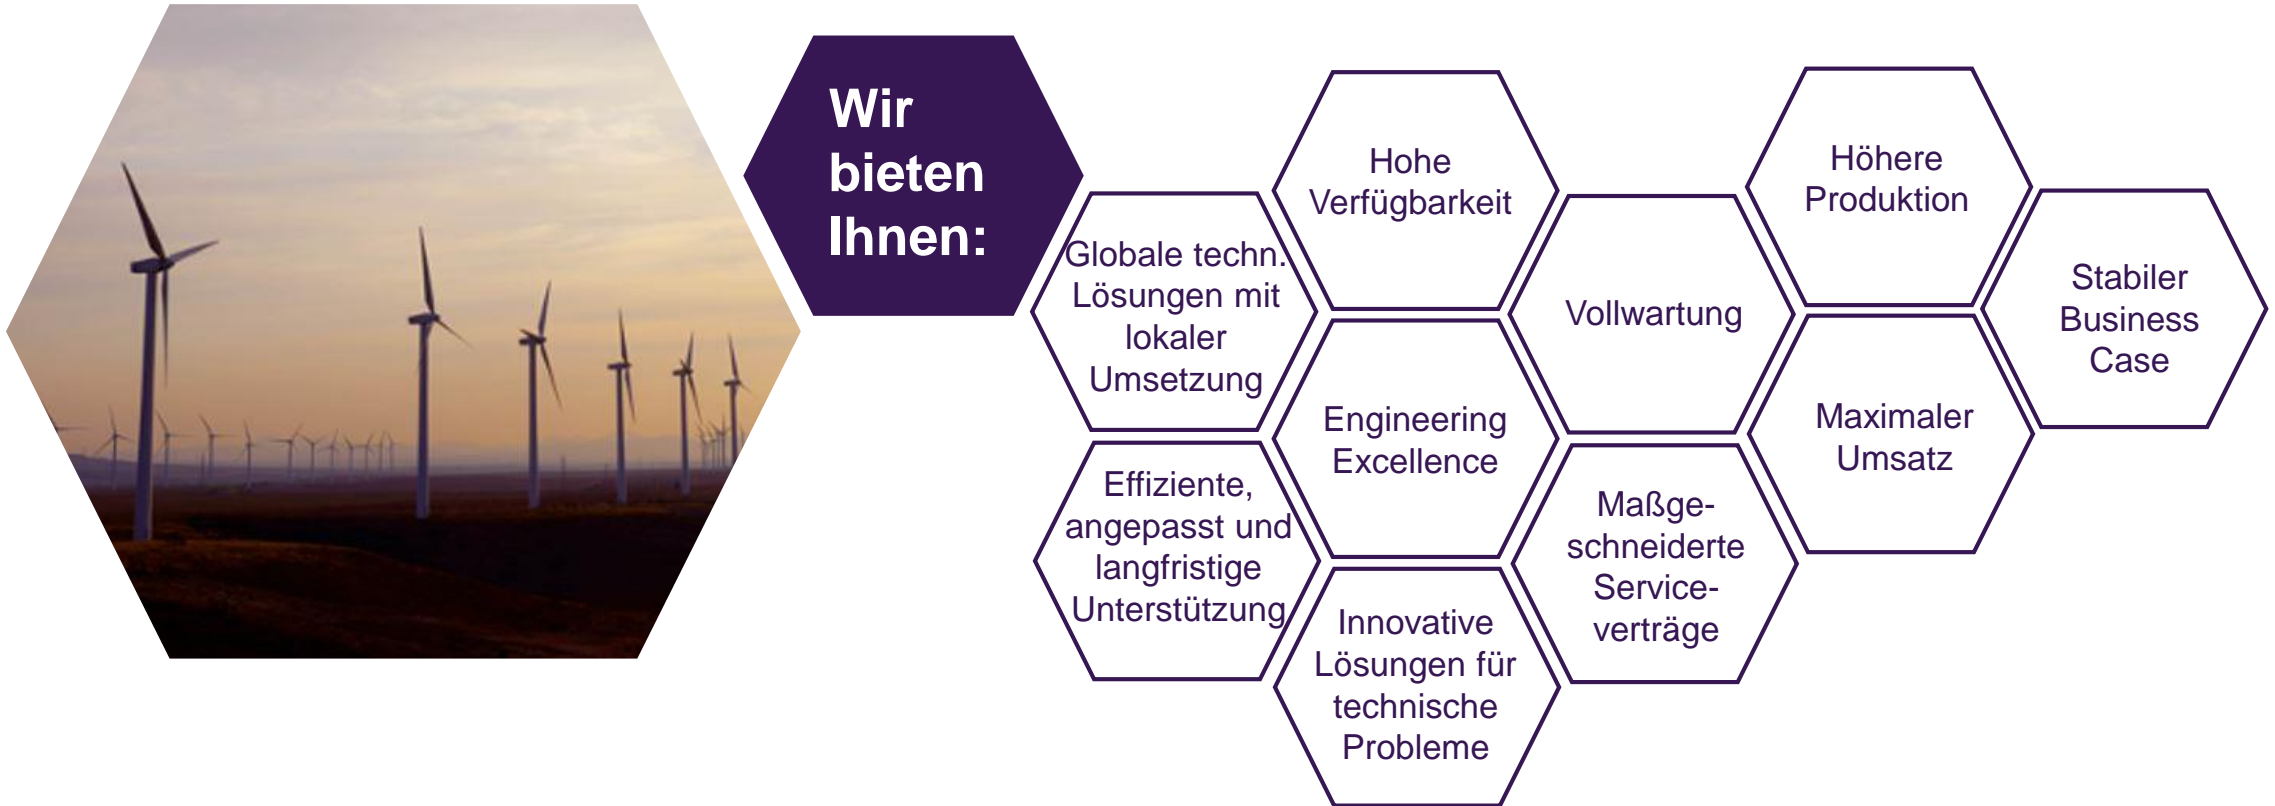 Wir
bieten
Ihnen:
Globale techn.
Lösungen mit
lokaler
Umsetzung
Effiziente,
angepasst und
langfristige
Unterstützung
Hohe
Verfügbarkeit
Engineering
Excellence
Innovative
Lösungen für
technische
Probleme
Vollwartung
Maßge-
schneiderte
Service-
verträge
Höhere
Produktion
Maximaler
Umsatz
Stabiler
Business
Case